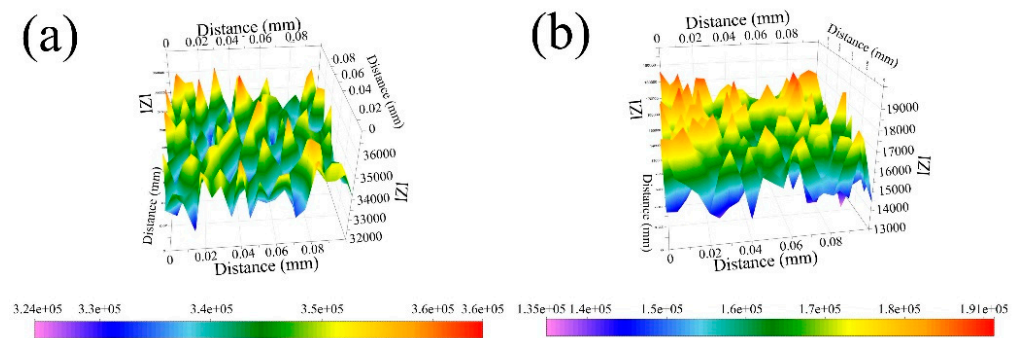 (a)
Distance (mm)
0 0.02 0.04 0.06 0.08
0.08
0.06
0.04
0.02
0
Distance (mm)
|Z|
36000
35000
34000
33000
32000
|Z|
Distance (mm)
0 0.02 0.04 0.06 0.08
Distance (mm)
3.24e+05 3.3e+05 3.4e+05 3.5e+05 3.6e+05 3.6e+05
(b)
Distance (mm)
0 0.02 0.04 0.06 0.08
Distance (mm)
|Z|
19000
18000
17000
16000
15000
14000
13000
|Z|
Distance (mm)
0 0.02 0.04 0.06 0.08
Distance (mm)
1.35e+05 1.4e+05 1.5e+05 1.6e+05 1.7e+05 1.8e+05 1.91e+05